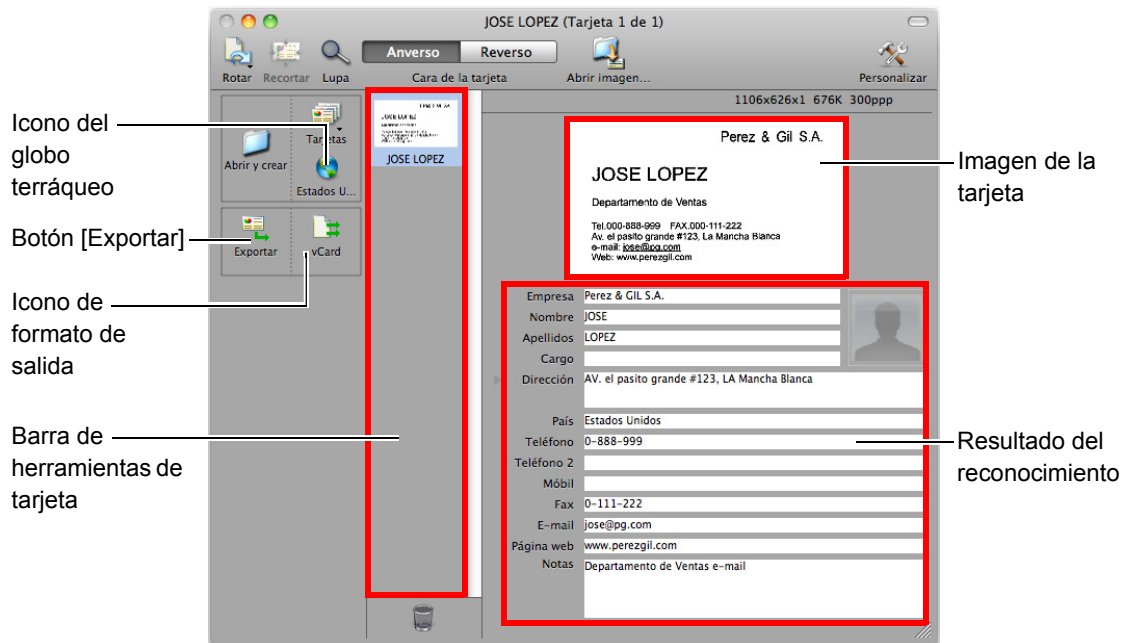 JOSE LOPEZ (Tarjeta 1 de 1)
Rotar Recortar Lupa Anverso Reverso Cara de la tarjeta Abrir imagen... Personalizar
1106x626x1 676K 300ppp
Icono del
globo
terráqueo
Botón [Exportar]
Icono de
formato de
salida
Barra de
herramientas de
tarjeta
Abrir y crear
Tarjetas
Estados U...
Exportar
vCard
JOSE LOPEZ
Perez & Gil S.A.
JOSE LOPEZ
Departamento de Ventas
Tel.000-888-999 FAX.000-111-222
Av. el pasito grande #123, La Mancha Blanca
e-mail: jose@pg.com
Web: www.perezgil.com
Imagen de la
tarjeta
Empresa Perez & GIL S.A.
Nombre JOSE
Apellidos LOPEZ
Cargo
Dirección AV. el pasito grande #123, LA Mancha Blanca
País Estados Unidos
Teléfono 0-888-999
Teléfono 2
Móbil
Fax 0-111-222
E-mail jose@pg.com
Página web www.perezgil.com
Notas Departamento de Ventas e-mail
Resultado del
reconocimiento